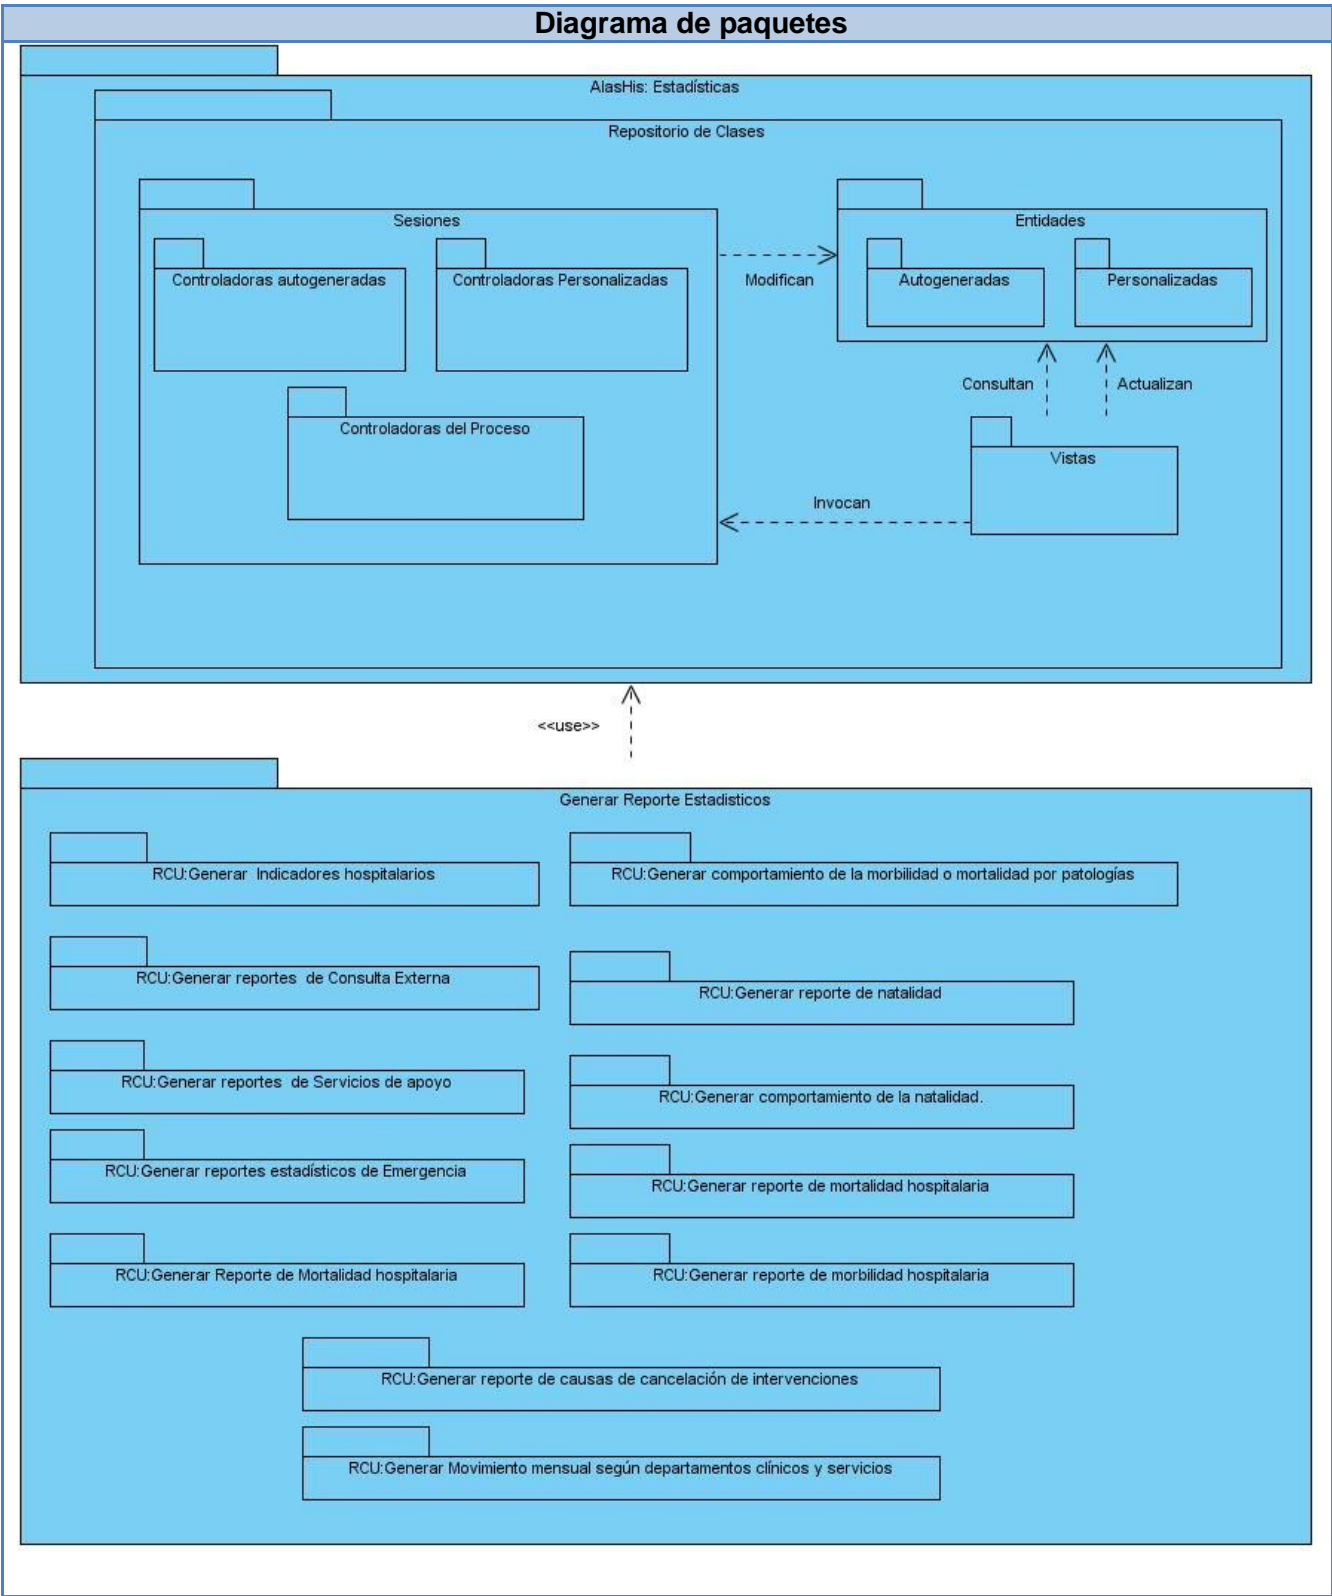 Diagrama de paquetes
AlasHis: Estadísticas
Repositorio de Clases
Sesiones
Controladoras autogeneradas
Controladoras Personalizadas
Controladoras del Proceso
Modifican
Entidades
Autogeneradas
Personalizadas
Consultan
Actualizan
Vistas
Invocan
<<use>>
Generar Reporte Estadisticos
RCU:Generar Indicadores hospitalarios
RCU:Generar comportamiento de la morbilidad o mortalidad por patologías
RCU:Generar reportes de Consulta Externa
RCU:Generar reporte de natalidad
RCU:Generar reportes de Servicios de apoyo
RCU:Generar comportamiento de la natalidad.
RCU:Generar reportes estadísticos de Emergencia
RCU:Generar reporte de mortalidad hospitalaria
RCU:Generar Reporte de Mortalidad hospitalaria
RCU:Generar reporte de morbilidad hospitalaria
RCU:Generar reporte de causas de cancelación de intervenciones
RCU:Generar Movimiento mensual según departamentos clínicos y servicios